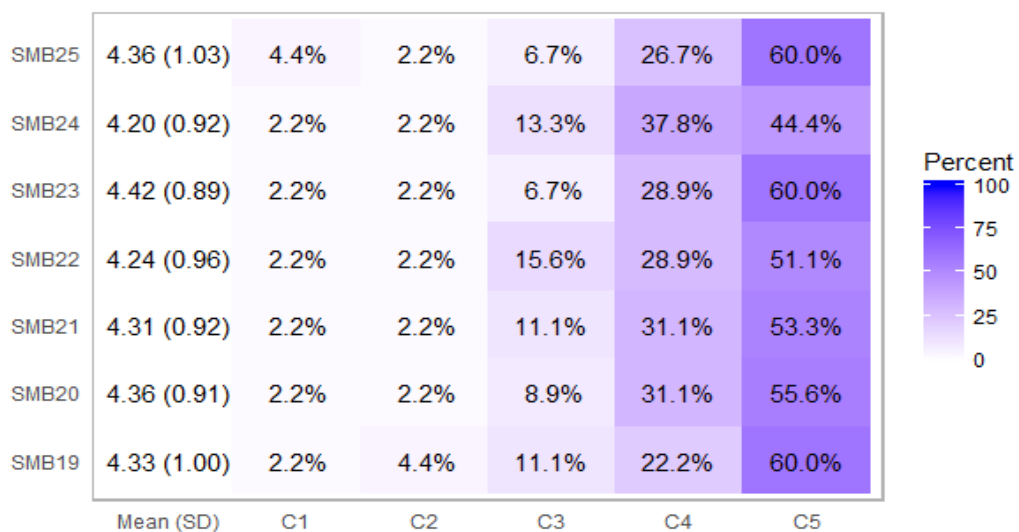 SMB25 4.36 (1.03) 4.4% 2.2% 6.7% 26.7% 60.0%
SMB24 4.20 (0.92) 2.2% 2.2% 13.3% 37.8% 44.4%
SMB23 4.42 (0.89) 2.2% 2.2% 6.7% 28.9% 60.0%
SMB22 4.24 (0.96) 2.2% 2.2% 15.6% 28.9% 51.1%
SMB21 4.31 (0.92) 2.2% 2.2% 11.1% 31.1% 53.3%
SMB20 4.36 (0.91) 2.2% 2.2% 8.9% 31.1% 55.6%
SMB19 4.33 (1.00) 2.2% 4.4% 11.1% 22.2% 60.0%
Mean (SD) C1 C2 C3 C4 C5
Percent
100
75
50
25
0